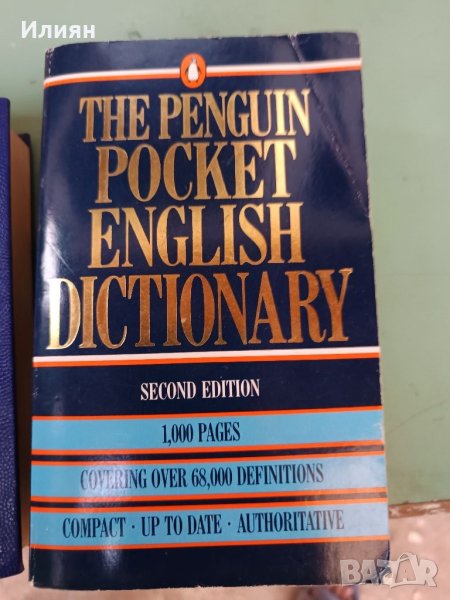 Илиян
THE PENGUIN
POCKET
ENGLISH
DICTIONARY
SECOND EDITION
1,000 PAGES
COVERING OVER 68,000 DEFINITIONS
COMPACT · UP TO DATE · AUTHORITATIVE
BAZAR